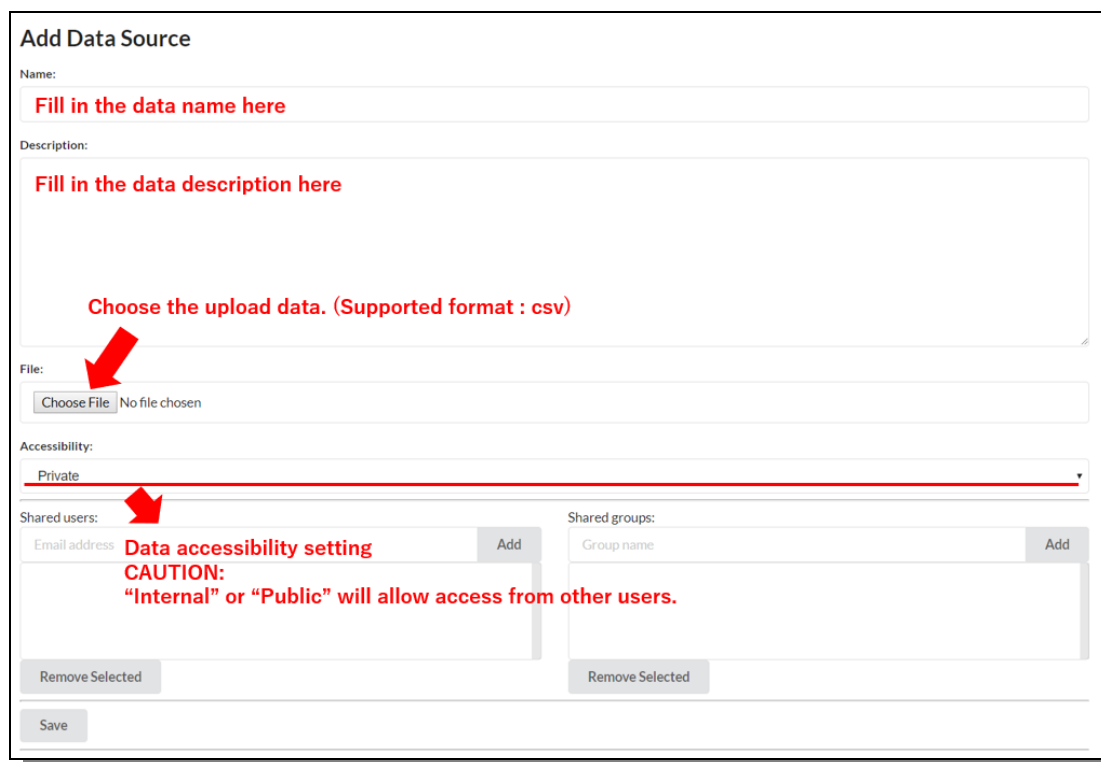 Add Data Source
Name:
Fill in the data name here
Description:
Fill in the data description here
Choose the upload data. (Supported format : csv)
File:
Choose File No file chosen
Accessibility:
Private
Shared users: Shared groups:
Email address Add Group name Add
Data accessibility setting
CAUTION:
“Internal” or “Public” will allow access from other users.
Remove Selected Remove Selected
Save